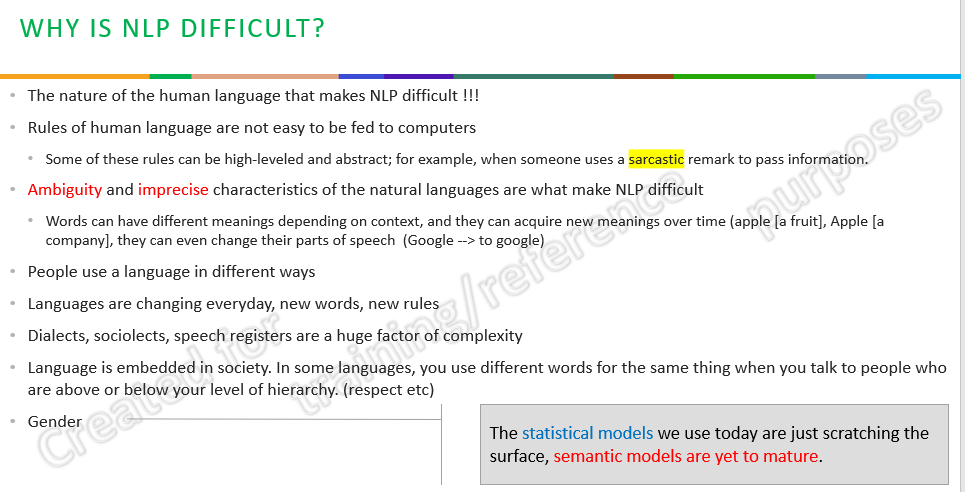 WHY IS NLP DIFFICULT?
• The nature of the human language that makes NLP difficult !!!
• Rules of human language are not easy to be fed to computers
• Some of these rules can be high-leveled and abstract; for example, when someone uses a sarcastic remark to pass information.
• Ambiguity and imprecise characteristics of the natural languages are what make NLP difficult
• Words can have different meanings depending on context, and they can acquire new meanings over time (apple [a fruit], Apple [a
company], they can even change their parts of speech (Google --> to google)
• People use a language in different ways
• Languages are changing everyday, new words, new rules
• Dialects, sociolects, speech registers are a huge factor of complexity
• Language is embedded in society. In some languages, you use different words for the same thing when you talk to people who
are above or below your level of hierarchy. (respect etc)
• Gender
The statistical models we use today are just scratching the
surface, semantic models are yet to mature.
Created for training/reference purposes